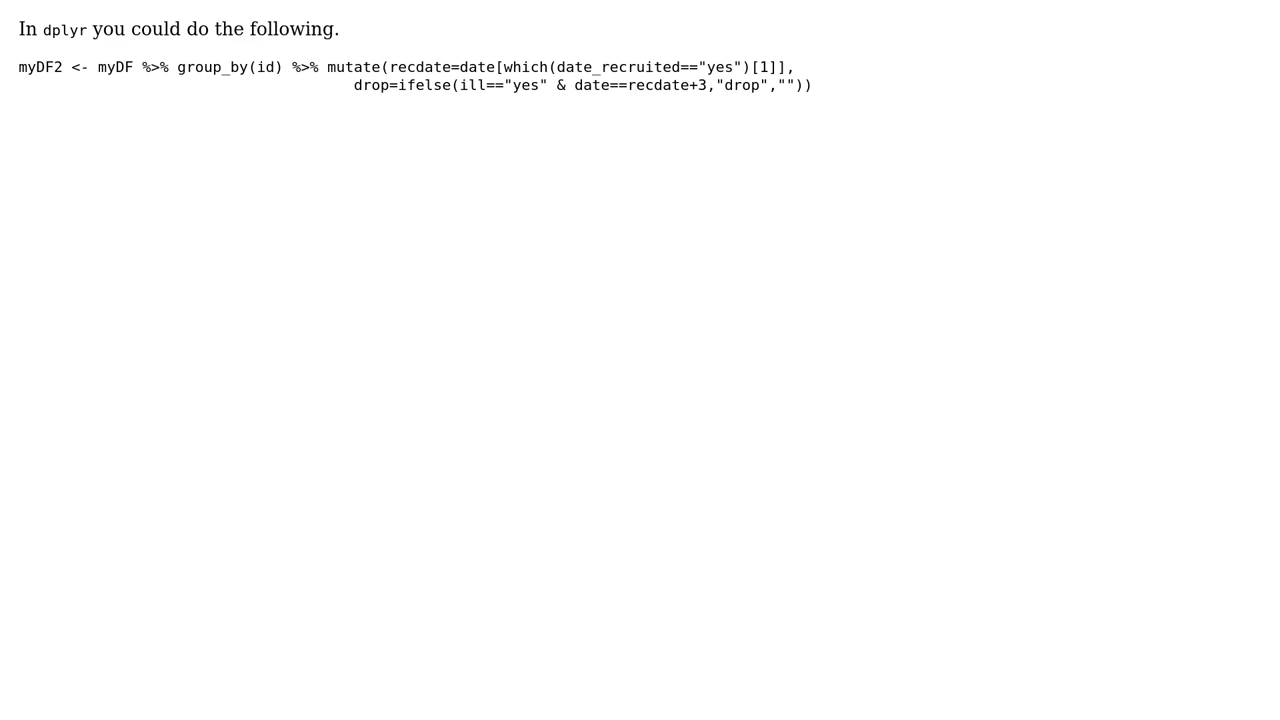 In dplyr you could do the following.
myDF2 <- myDF %>% group_by(id) %>% mutate(recdate=date[which(date_recruited=="yes")[1]],
                                      drop=ifelse(ill=="yes" & date==recdate+3,"drop",""))